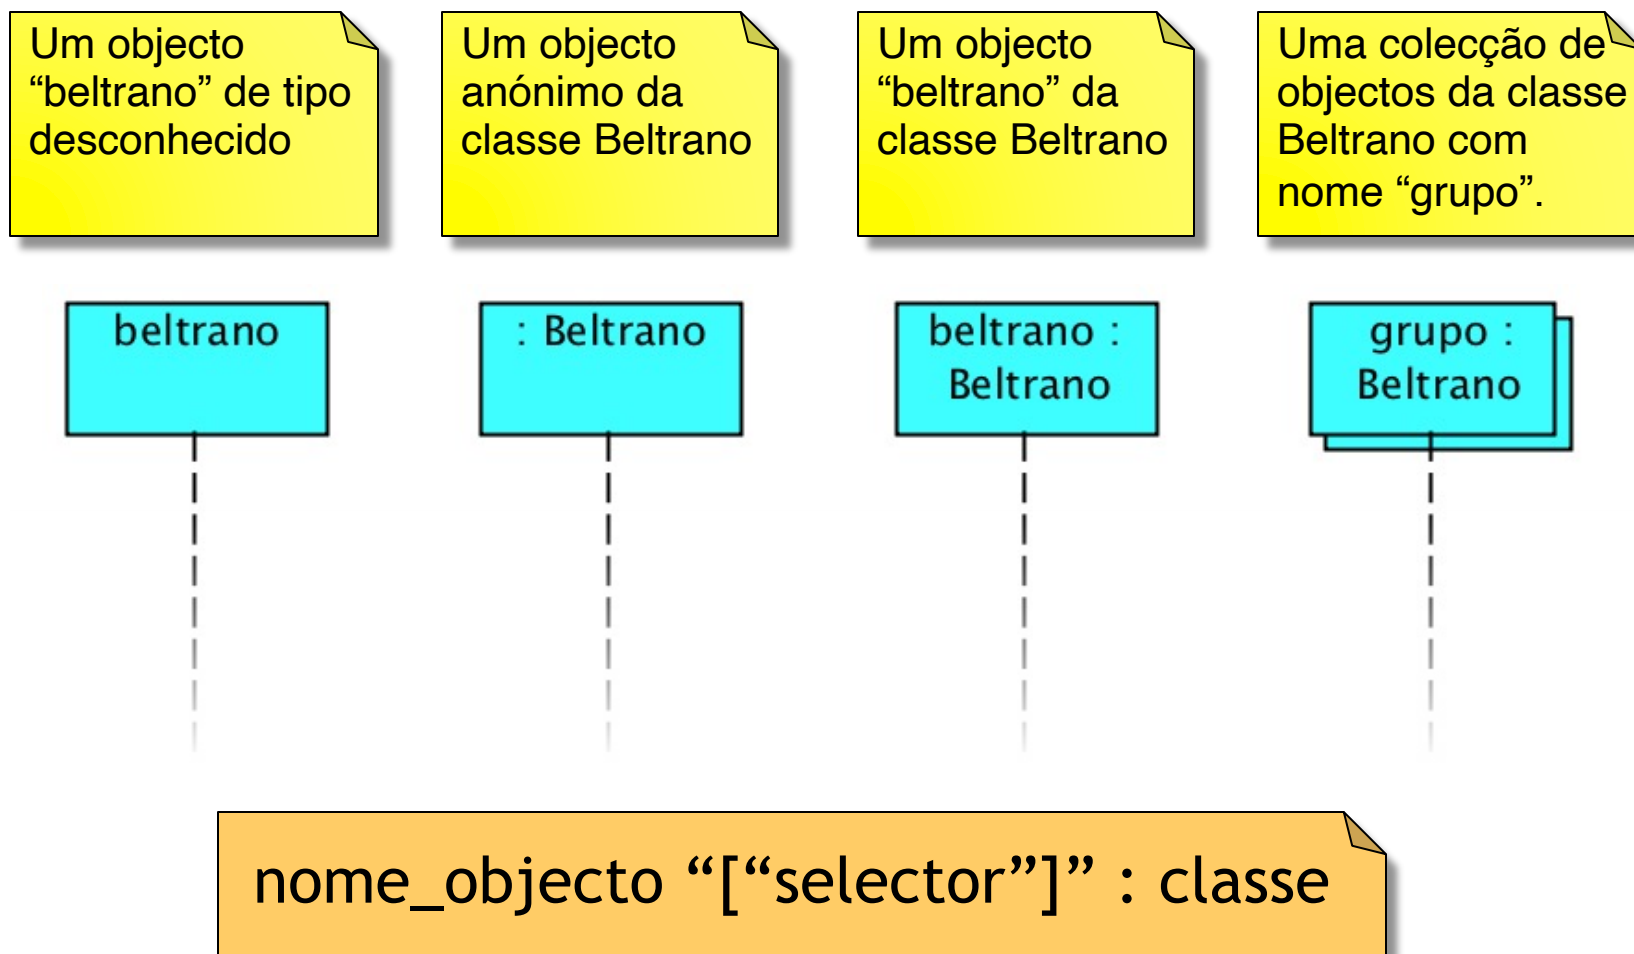 Um objecto
“beltrano” de tipo
desconhecido
Um objecto
anónimo da
classe Beltrano
Um objecto
“beltrano” da
classe Beltrano
Uma colecção de
objectos da classe
Beltrano com
nome “grupo”.
beltrano
: Beltrano
beltrano :
Beltrano
grupo :
Beltrano
nome_objecto “[“selector”]” : classe